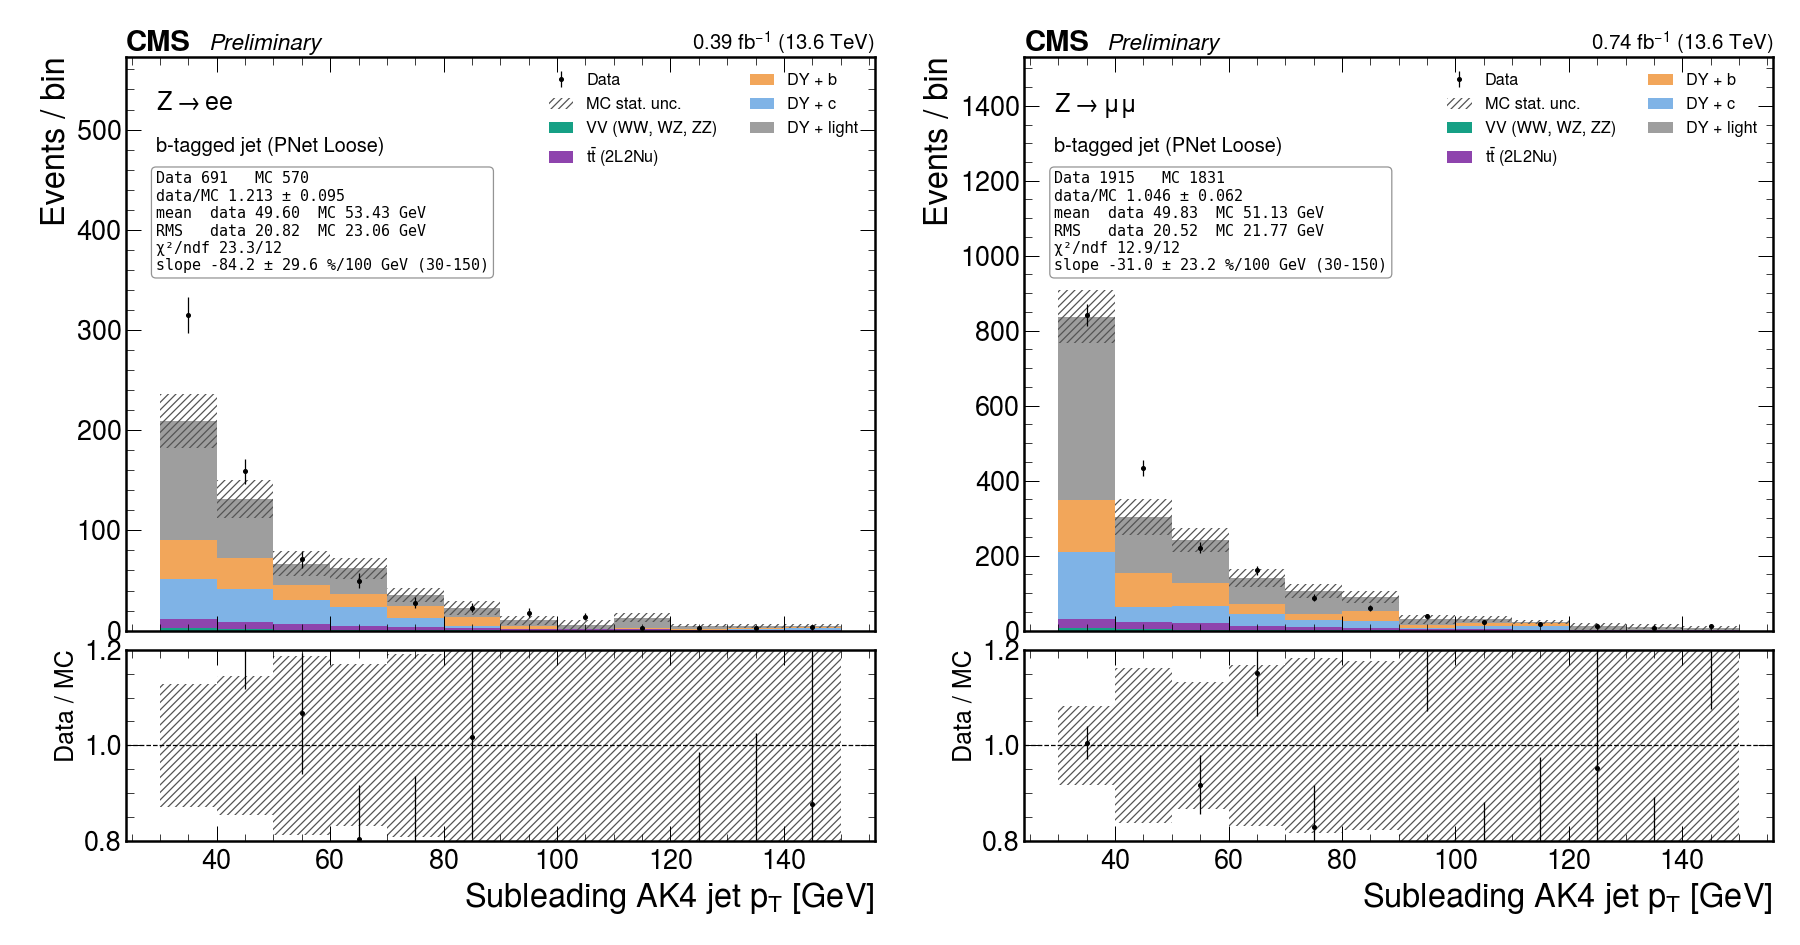 CMS Preliminary 0.39 fb⁻¹ (13.6 TeV)
Events / bin
Z → ee
b-tagged jet (PNet Loose)
Data 691   MC 570
data/MC 1.213 ± 0.095
mean  data 49.60  MC 53.43 GeV
RMS   data 20.82  MC 23.06 GeV
χ²/ndf 23.3/12
slope -84.2 ± 29.6 %/100 GeV (30-150)
Data
MC stat. unc.
VV (WW, WZ, ZZ)
tt̄ (2L2Nu)
DY + b
DY + c
DY + light
500
400
300
200
100
0
Data / MC
1.2
1.0
0.8
40 60 80 100 120 140
Subleading AK4 jet p_T [GeV]
CMS Preliminary 0.74 fb⁻¹ (13.6 TeV)
Events / bin
Z → μμ
b-tagged jet (PNet Loose)
Data 1915   MC 1831
data/MC 1.046 ± 0.062
mean  data 49.83  MC 51.13 GeV
RMS   data 20.52  MC 21.77 GeV
χ²/ndf 12.9/12
slope -31.0 ± 23.2 %/100 GeV (30-150)
Data
MC stat. unc.
VV (WW, WZ, ZZ)
tt̄ (2L2Nu)
DY + b
DY + c
DY + light
1400
1200
1000
800
600
400
200
0
Data / MC
1.2
1.0
0.8
40 60 80 100 120 140
Subleading AK4 jet p_T [GeV]